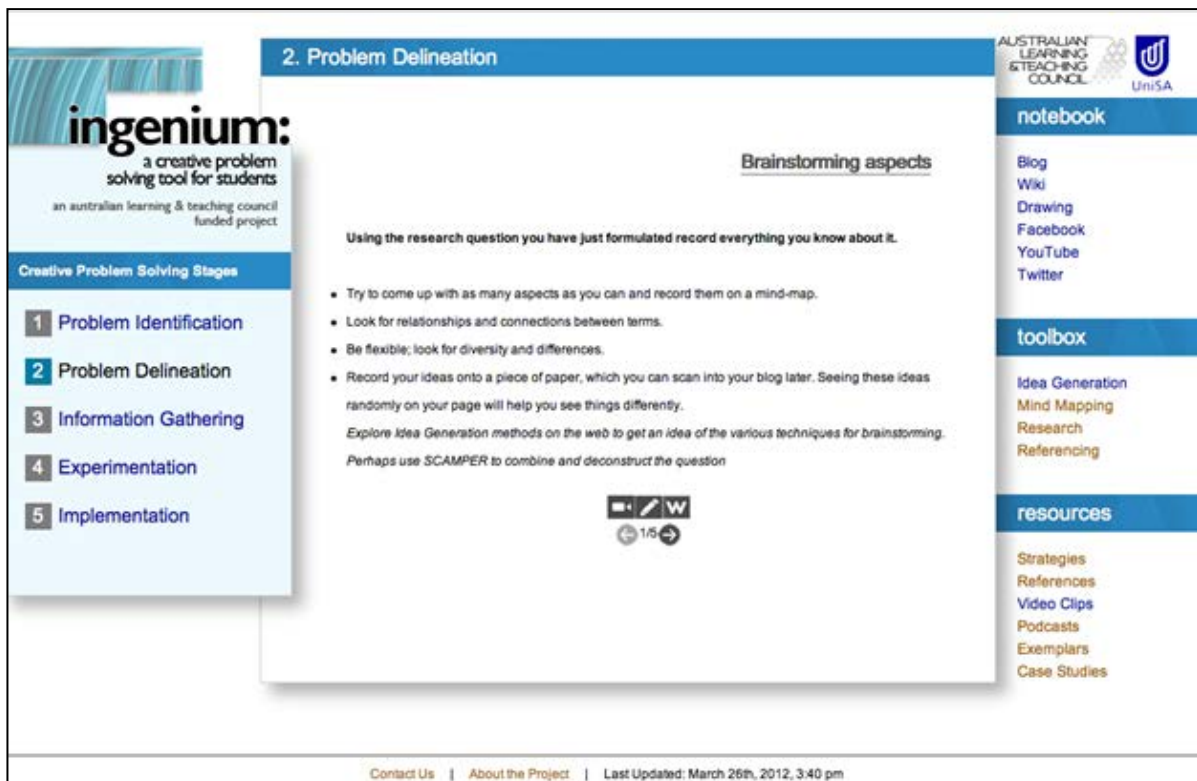 ingenium:
a creative problem
solving tool for students
an australian learning & teaching council
funded project
Creative Problem Solving Stages
1 Problem Identification
2 Problem Delineation
3 Information Gathering
4 Experimentation
5 Implementation
2. Problem Delineation
Brainstorming aspects
Using the research question you have just formulated record everything you know about it.
• Try to come up with as many aspects as you can and record them on a mind-map.
• Look for relationships and connections between terms.
• Be flexible; look for diversity and differences.
• Record your ideas onto a piece of paper, which you can scan into your blog later. Seeing these ideas
randomly on your page will help you see things differently.
Explore Idea Generation methods on the web to get an idea of the various techniques for brainstorming.
Perhaps use SCAMPER to combine and deconstruct the question
W
1/5
AUSTRALIAN
LEARNING
&TEACHING
COUNCIL
UniSA
notebook
Blog
Wiki
Drawing
Facebook
YouTube
Twitter
toolbox
Idea Generation
Mind Mapping
Research
Referencing
resources
Strategies
References
Video Clips
Podcasts
Exemplars
Case Studies
Contact Us | About the Project | Last Updated: March 26th, 2012, 3:40 pm